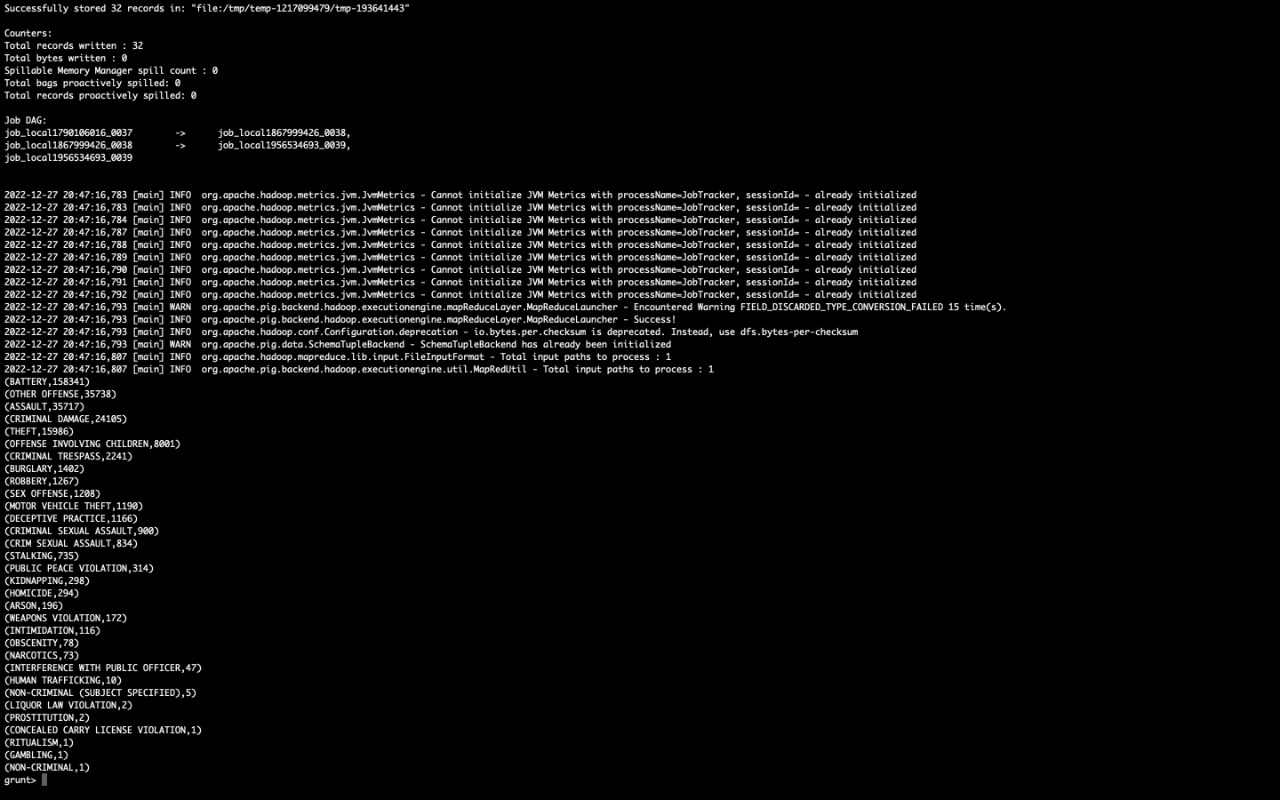 Successfully stored 32 records in: "file:/tmp/temp-1217099479/tmp-193641443"
Counters:
Total records written : 32
Total bytes written : 0
Spillable Memory Manager spill count : 0
Total bags proactively spilled: 0
Total records proactively spilled: 0
Job DAG:
job_local1790106016_0037 -> job_local1867999426_0038,
job_local1867999426_0038 -> job_local1956534693_0039,
job_local1956534693_0039
2022-12-27 20:47:16,783 [main] INFO org.apache.hadoop.metrics.jvm.JvmMetrics - Cannot initialize JVM Metrics with processName=JobTracker, sessionId= - already initialized
2022-12-27 20:47:16,783 [main] INFO org.apache.hadoop.metrics.jvm.JvmMetrics - Cannot initialize JVM Metrics with processName=JobTracker, sessionId= - already initialized
2022-12-27 20:47:16,784 [main] INFO org.apache.hadoop.metrics.jvm.JvmMetrics - Cannot initialize JVM Metrics with processName=JobTracker, sessionId= - already initialized
2022-12-27 20:47:16,787 [main] INFO org.apache.hadoop.metrics.jvm.JvmMetrics - Cannot initialize JVM Metrics with processName=JobTracker, sessionId= - already initialized
2022-12-27 20:47:16,788 [main] INFO org.apache.hadoop.metrics.jvm.JvmMetrics - Cannot initialize JVM Metrics with processName=JobTracker, sessionId= - already initialized
2022-12-27 20:47:16,789 [main] INFO org.apache.hadoop.metrics.jvm.JvmMetrics - Cannot initialize JVM Metrics with processName=JobTracker, sessionId= - already initialized
2022-12-27 20:47:16,790 [main] INFO org.apache.hadoop.metrics.jvm.JvmMetrics - Cannot initialize JVM Metrics with processName=JobTracker, sessionId= - already initialized
2022-12-27 20:47:16,791 [main] INFO org.apache.hadoop.metrics.jvm.JvmMetrics - Cannot initialize JVM Metrics with processName=JobTracker, sessionId= - already initialized
2022-12-27 20:47:16,792 [main] INFO org.apache.hadoop.metrics.jvm.JvmMetrics - Cannot initialize JVM Metrics with processName=JobTracker, sessionId= - already initialized
2022-12-27 20:47:16,793 [main] WARN org.apache.pig.backend.hadoop.executionengine.mapReduceLayer.MapReduceLauncher - Encountered Warning FIELD_DISCARDED_TYPE_CONVERSION_FAILED 15 time(s).
2022-12-27 20:47:16,793 [main] INFO org.apache.pig.backend.hadoop.executionengine.mapReduceLayer.MapReduceLauncher - Success!
2022-12-27 20:47:16,793 [main] INFO org.apache.hadoop.conf.Configuration.deprecation - io.bytes.per.checksum is deprecated. Instead, use dfs.bytes-per-checksum
2022-12-27 20:47:16,793 [main] WARN org.apache.pig.data.SchemaTupleBackend - SchemaTupleBackend has already been initialized
2022-12-27 20:47:16,807 [main] INFO org.apache.hadoop.mapreduce.lib.input.FileInputFormat - Total input paths to process : 1
2022-12-27 20:47:16,807 [main] INFO org.apache.pig.backend.hadoop.executionengine.util.MapRedUtil - Total input paths to process : 1
(BATTERY,158341)
(OTHER OFFENSE,35738)
(ASSAULT,35717)
(CRIMINAL DAMAGE,24105)
(THEFT,15986)
(OFFENSE INVOLVING CHILDREN,8001)
(CRIMINAL TRESPASS,2241)
(BURGLARY,1402)
(ROBBERY,1267)
(SEX OFFENSE,1208)
(MOTOR VEHICLE THEFT,1190)
(DECEPTIVE PRACTICE,1166)
(CRIMINAL SEXUAL ASSAULT,900)
(CRIM SEXUAL ASSAULT,834)
(STALKING,735)
(PUBLIC PEACE VIOLATION,314)
(KIDNAPPING,298)
(HOMICIDE,294)
(ARSON,196)
(WEAPONS VIOLATION,172)
(INTIMIDATION,116)
(OBSCENITY,78)
(NARCOTICS,73)
(INTERFERENCE WITH PUBLIC OFFICER,47)
(HUMAN TRAFFICKING,10)
(NON-CRIMINAL (SUBJECT SPECIFIED),5)
(LIQUOR LAW VIOLATION,2)
(PROSTITUTION,2)
(CONCEALED CARRY LICENSE VIOLATION,1)
(RITUALISM,1)
(GAMBLING,1)
(NON-CRIMINAL,1)
grunt>